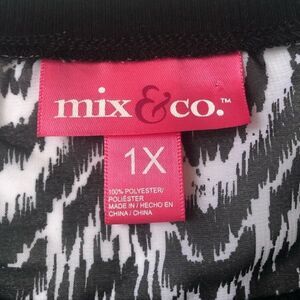 mix & co.™
1X
100% POLYESTER/
POLIÉSTER
MADE IN / HECHO EN
CHINA / CHINA